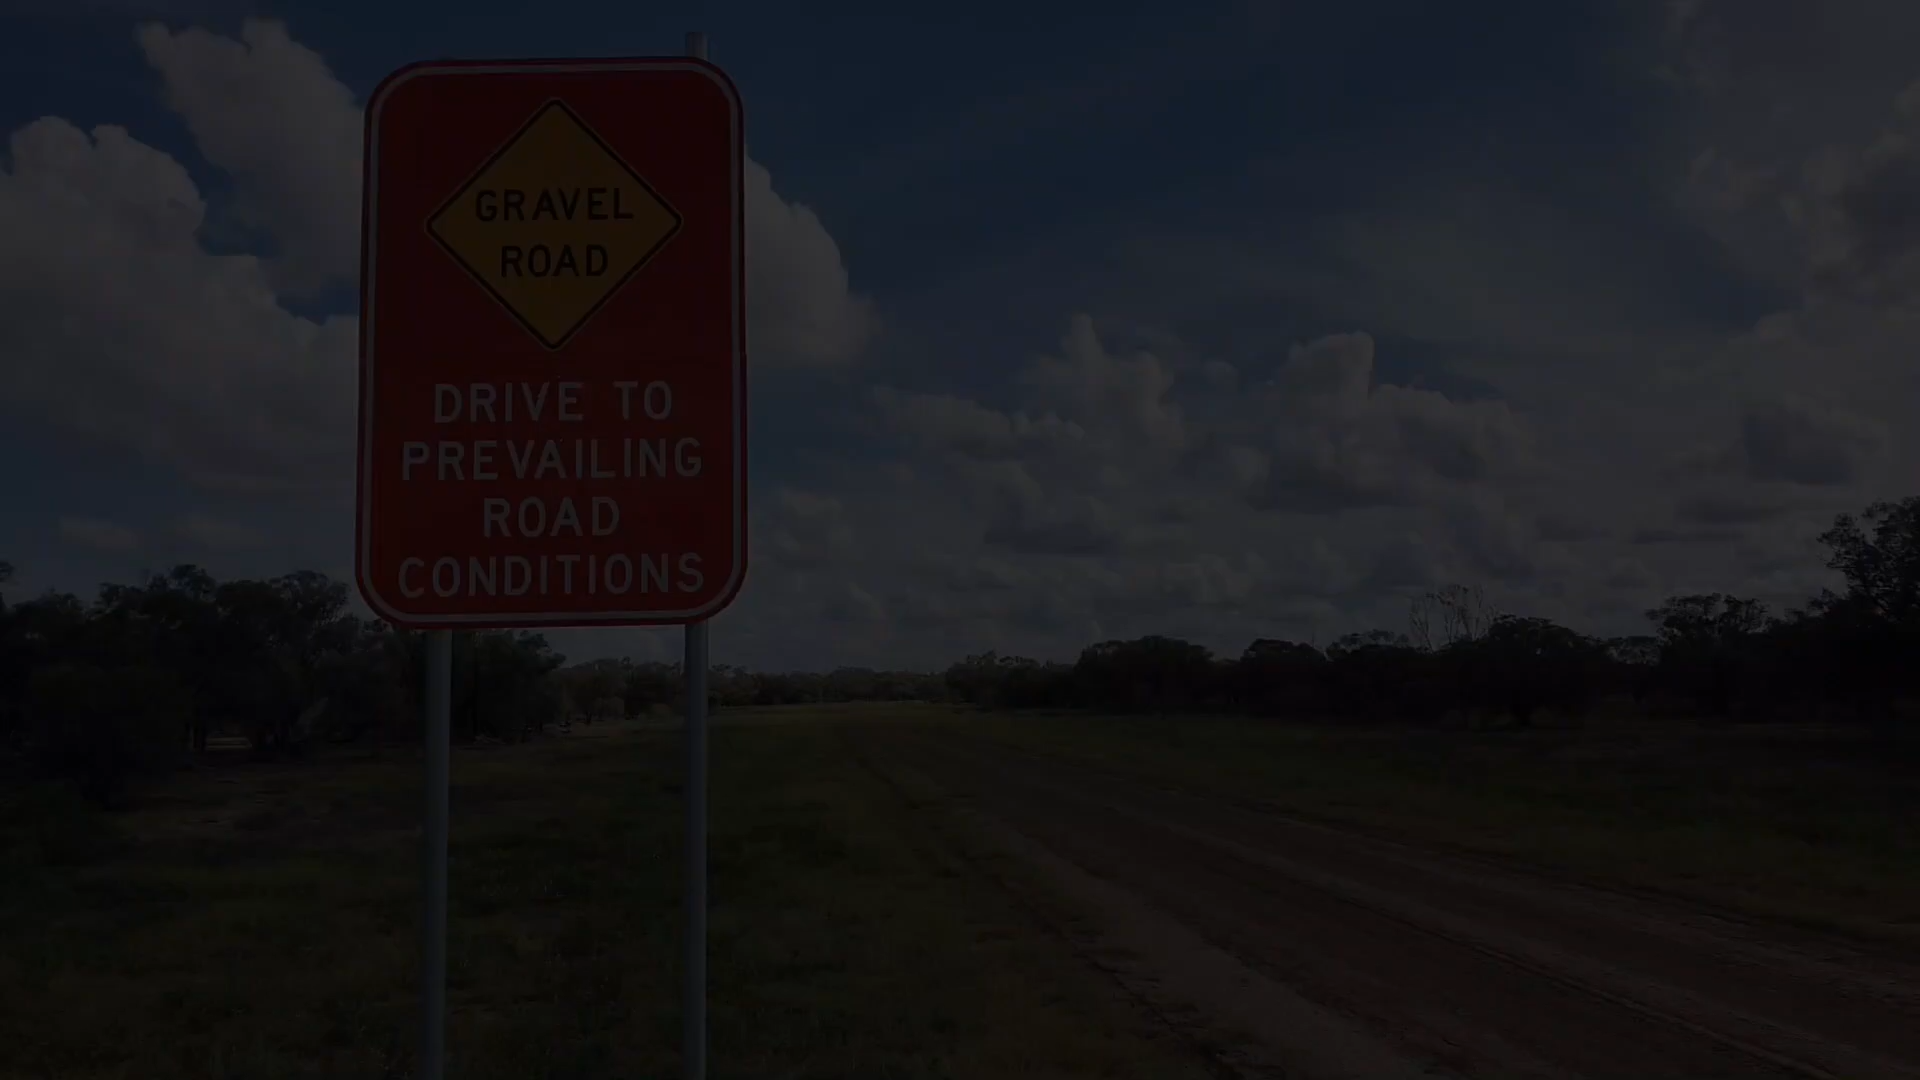 GRAVEL
ROAD
DRIVE TO
PREVAILING
ROAD
CONDITIONS